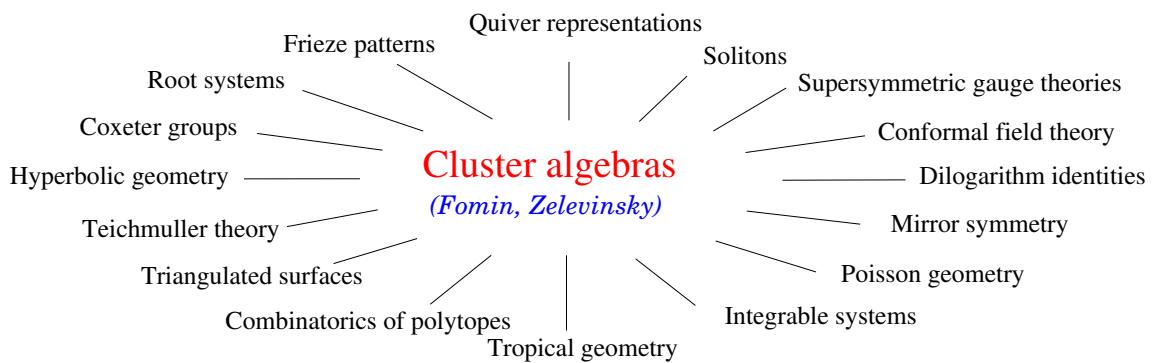 Quiver representations
Frieze patterns
Solitons
Root systems
Supersymmetric gauge theories
Coxeter groups
Conformal field theory
Cluster algebras
Hyperbolic geometry
Dilogarithm identities
(Fomin, Zelevinsky)
Teichmuller theory
Mirror symmetry
Triangulated surfaces
Poisson geometry
Combinatorics of polytopes
Integrable systems
Tropical geometry